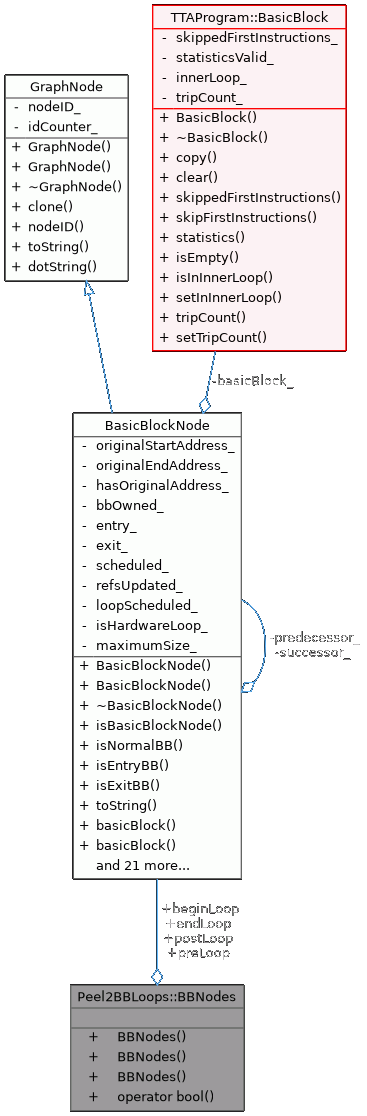 TTAProgram::BasicBlock
- skippedFirstInstructions_
- statisticsValid_
- innerLoop_
- tripCount_
+ BasicBlock()
+ ~BasicBlock()
+ copy()
+ clear()
+ skippedFirstInstructions()
+ skipFirstInstructions()
+ statistics()
+ isEmpty()
+ isInInnerLoop()
+ setInInnerLoop()
+ tripCount()
+ setTripCount()
GraphNode
- nodeID_
- idCounter_
+ GraphNode()
+ GraphNode()
+ ~GraphNode()
+ clone()
+ nodeID()
+ toString()
+ dotString()
-basicBlock_
BasicBlockNode
- originalStartAddress_
- originalEndAddress_
- hasOriginalAddress_
- bbOwned_
- entry_
- exit_
- scheduled_
- refsUpdated_
- loopScheduled_
- isHardwareLoop_
- maximumSize_
+ BasicBlockNode()
+ BasicBlockNode()
+ ~BasicBlockNode()
+ isBasicBlockNode()
+ isNormalBB()
+ isEntryBB()
+ isExitBB()
+ toString()
+ basicBlock()
+ basicBlock()
and 21 more...
-predecessor_
-successor_
+beginLoop
+endLoop
+postLoop
+preLoop
Peel2BBLoops::BBNodes
+ BBNodes()
+ BBNodes()
+ BBNodes()
+ operator bool()